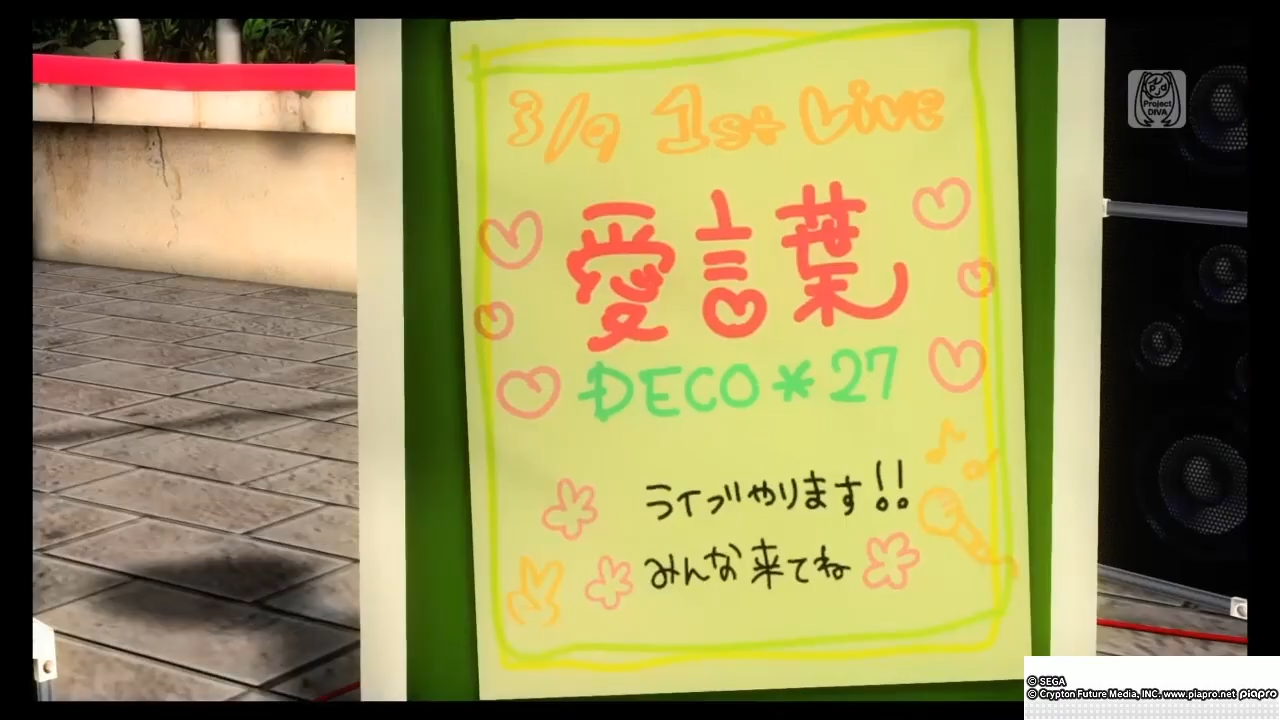 3/9 1st Live
愛言葉
DECO*27
ライブやります!!
みんな来てね
Project
DIVA
© SEGA
© Crypton Future Media, INC. www.piapro.net piapro